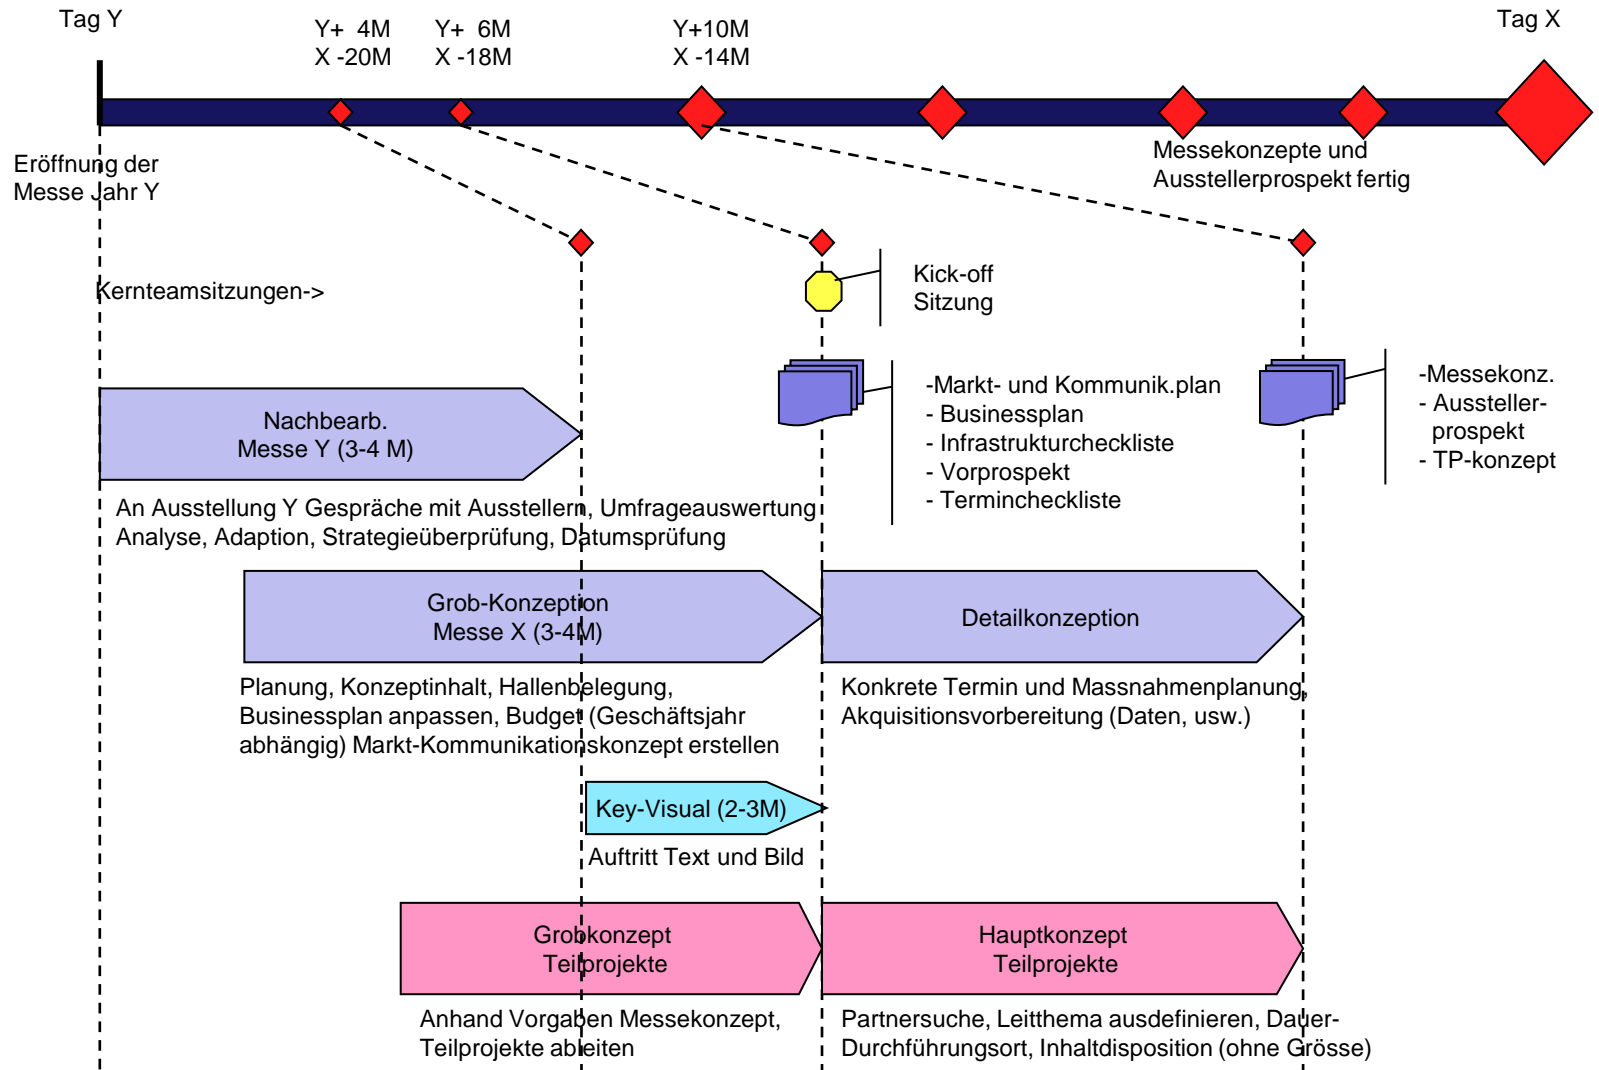 Tag Y
Y+  4M
X -20M
Y+  6M
X -18M
Y+10M
X -14M
Tag X
Eröffnung der
Messe Jahr Y
Messekonzepte und
Ausstellerprospekt fertig
Kernteamsitzungen->
Kick-off
Sitzung
Nachbearb.
Messe Y (3-4 M)
-Markt- und Kommunik.plan
- Businessplan
- Infrastrukturcheckliste
- Vorprospekt
- Termincheckliste
-Messekonz.
- Aussteller-
prospekt
- TP-konzept
An Ausstellung Y Gespräche mit Ausstellern, Umfrageauswertung
Analyse, Adaption, Strategieüberprüfung, Datumsprüfung
Grob-Konzeption
Messe X (3-4M)
Detailkonzeption
Planung, Konzeptinhalt, Hallenbelegung,
Businessplan anpassen, Budget (Geschäftsjahr
abhängig) Markt-Kommunikationskonzept erstellen
Konkrete Termin und Massnahmenplanung,
Akquisitionsvorbereitung (Daten, usw.)
Key-Visual (2-3M)
Auftritt Text und Bild
Grobkonzept
Teilprojekte
Hauptkonzept
Teilprojekte
Anhand Vorgaben Messekonzept,
Teilprojekte ableiten
Partnersuche, Leitthema ausdefinieren, Dauer-
Durchführungsort, Inhaltdisposition (ohne Grösse)